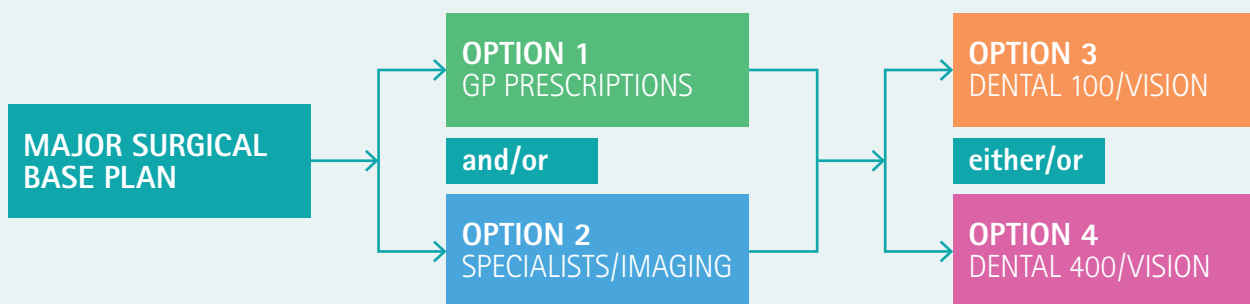 MAJOR SURGICAL
BASE PLAN
OPTION 1
GP PRESCRIPTIONS
and/or
OPTION 2
SPECIALISTS/IMAGING
OPTION 3
DENTAL 100/VISION
either/or
OPTION 4
DENTAL 400/VISION